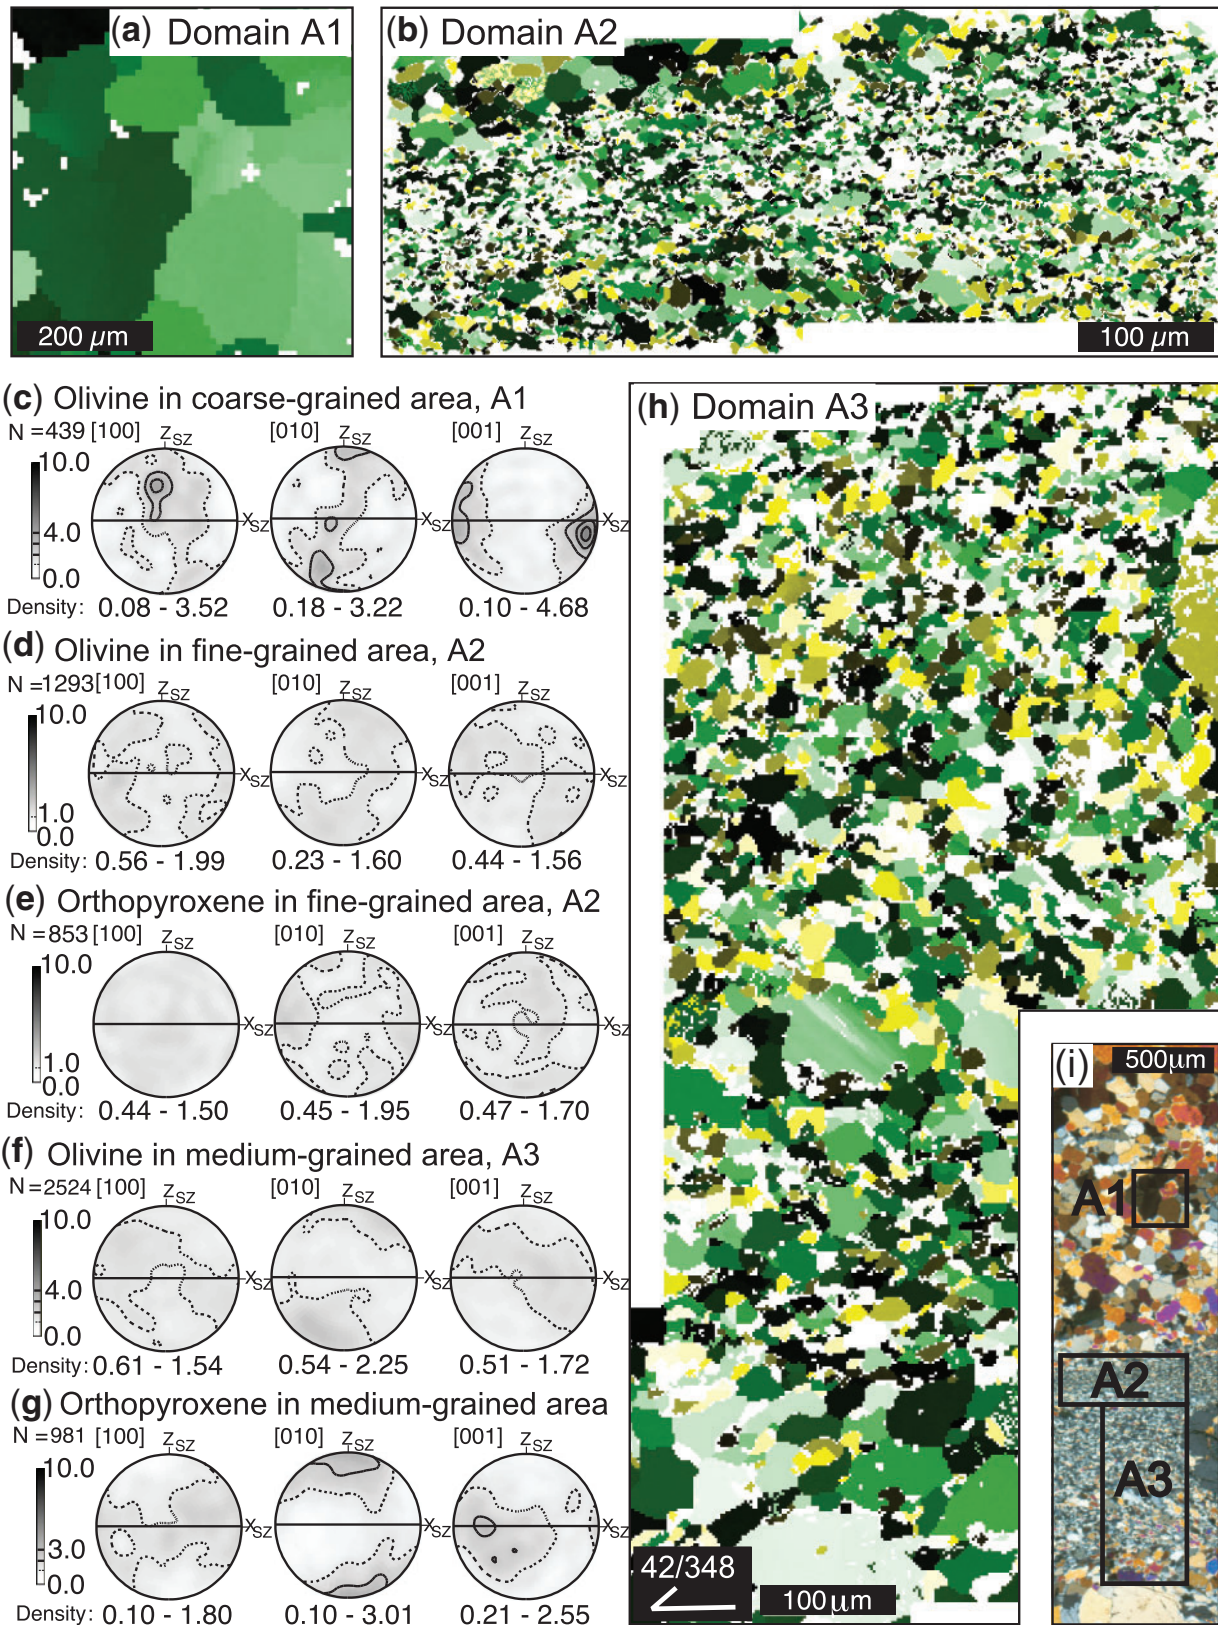 (a) Domain A1
200 µm
(b) Domain A2
100 µm
(c) Olivine in coarse-grained area, A1
N =439 [100] ZSZ [010] ZSZ [001]
10.0
4.0
0.0
XSZ XSZ XSZ
Density: 0.08 - 3.52 0.18 - 3.22 0.10 - 4.68
(d) Olivine in fine-grained area, A2
N =1293 [100] ZSZ [010] ZSZ [001]
10.0
1.0
0.0
XSZ XSZ XSZ
Density: 0.56 - 1.99 0.23 - 1.60 0.44 - 1.56
(e) Orthopyroxene in fine-grained area, A2
N =853 [100] ZSZ [010] ZSZ [001]
10.0
1.0
0.0
XSZ XSZ XSZ
Density: 0.44 - 1.50 0.45 - 1.95 0.47 - 1.70
(f) Olivine in medium-grained area, A3
N =2524 [100] ZSZ [010] ZSZ [001]
10.0
4.0
0.0
XSZ XSZ XSZ
Density: 0.61 - 1.54 0.54 - 2.25 0.51 - 1.72
(g) Orthopyroxene in medium-grained area
N =981 [100] ZSZ [010] ZSZ [001]
10.0
3.0
0.0
XSZ XSZ XSZ
Density: 0.10 - 1.80 0.10 - 3.01 0.21 - 2.55
(h) Domain A3
42/348
100µm
(i)
500µm
A1
A2
A3